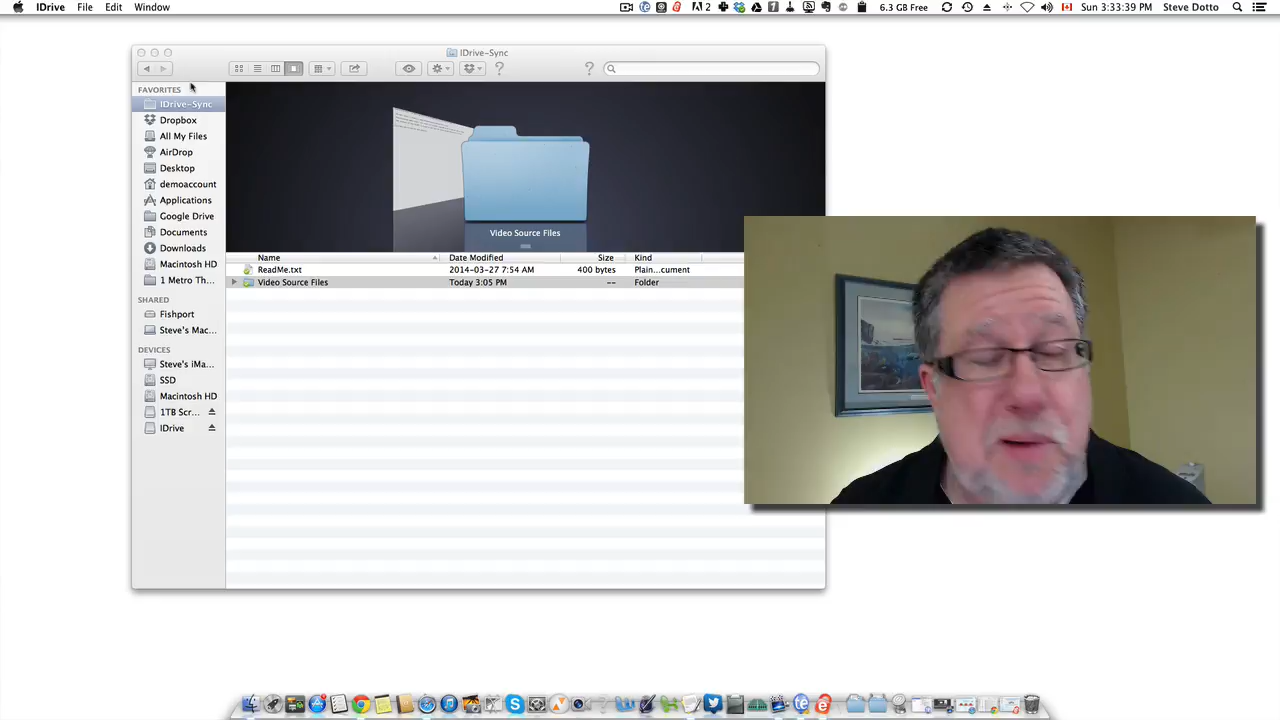 IDrive File Edit Window 2 6.3 GB Free Sun 3:33:39 PM Steve Dotto
IDrive-Sync
FAVORITES
IDrive-Sync
Dropbox
All My Files
AirDrop
Desktop
demoaccount
Applications
Google Drive
Documents
Downloads
Macintosh HD
1 Metro Th...
SHARED
Fishport
Steve's Mac...
DEVICES
Steve's iMa...
SSD
Macintosh HD
1TB Scr...
IDrive
Video Source Files
Name Date Modified Size Kind
ReadMe.txt 2014-03-27 7:54 AM 400 bytes Plain...cument
Video Source Files Today 3:05 PM -- Folder